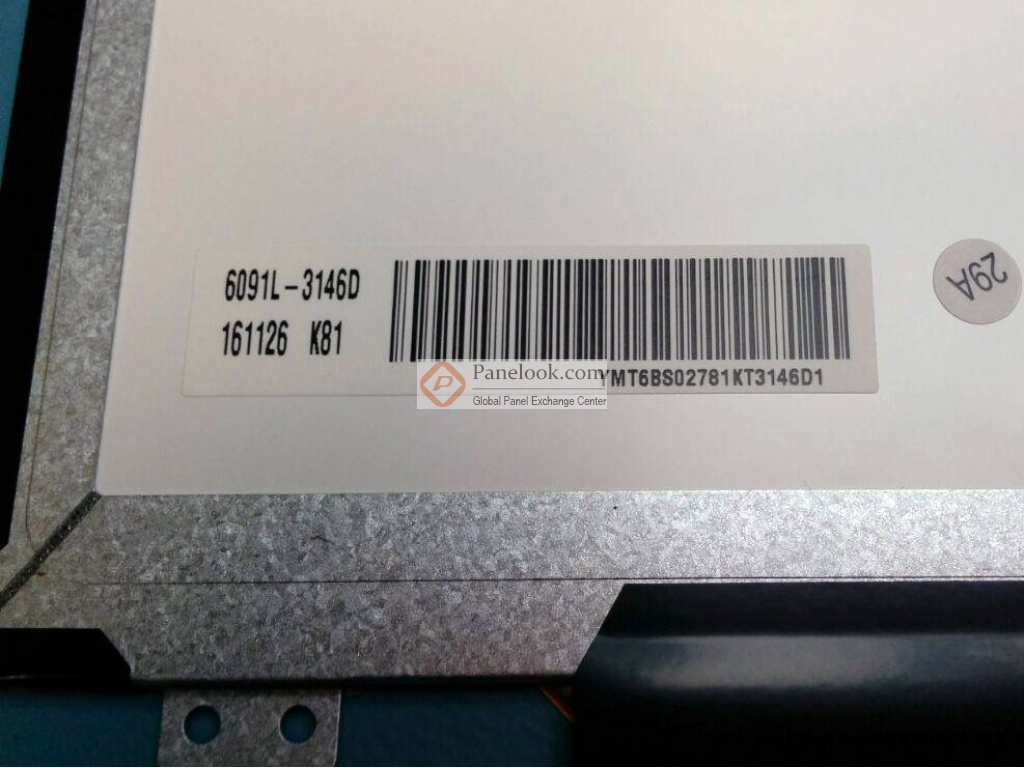 6091L-3146D
161126 K81
YMT6BS02781KT3146D1
29A
Panelook.com
Global Panel Exchange Center